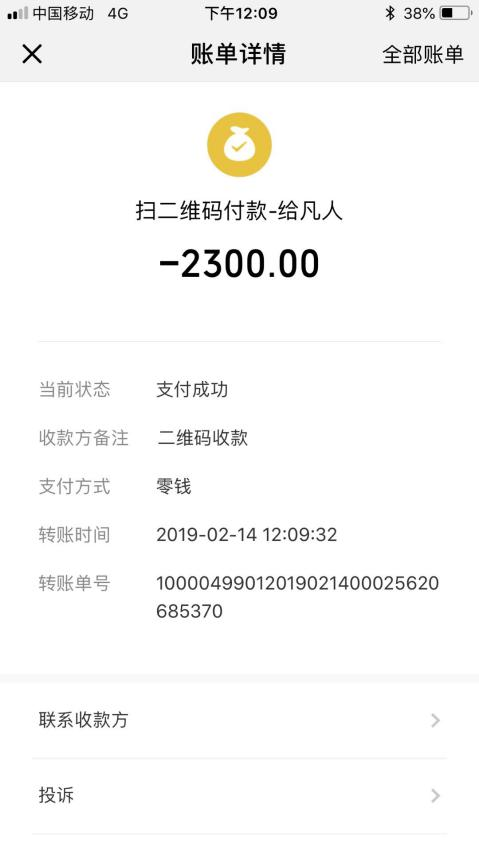 中国移动 4G 下午12:09 38%
账单详情 全部账单
扫二维码付款-给凡人
-2300.00
当前状态 支付成功
收款方备注 二维码收款
支付方式 零钱
转账时间 2019-02-14 12:09:32
转账单号 10000499012019021400025620
685370
联系收款方
投诉